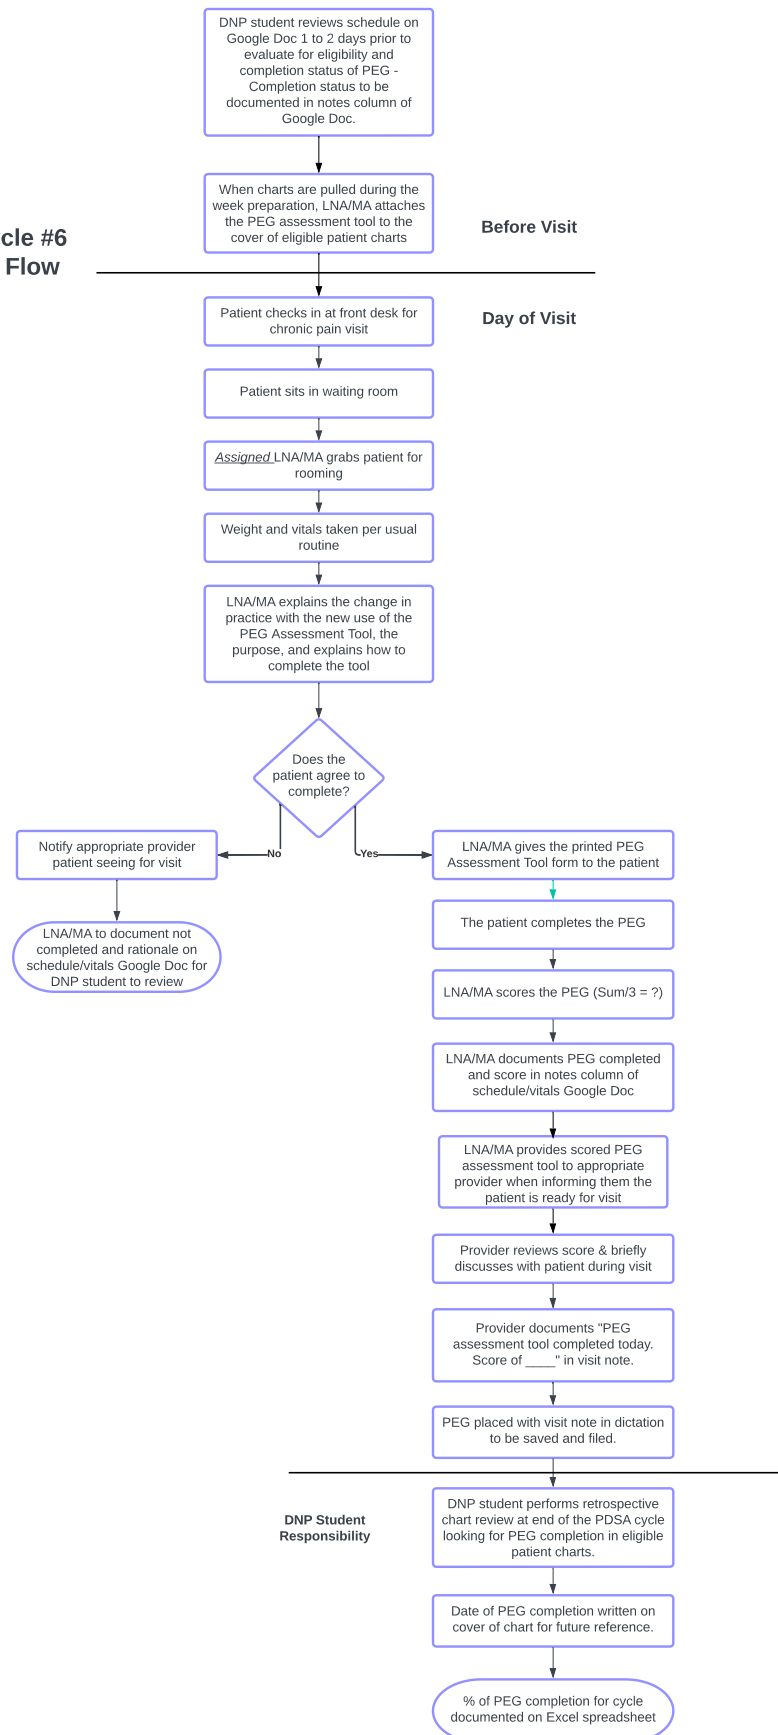 DNP student reviews schedule on
Google Doc 1 to 2 days prior to
evaluate for eligibility and
completion status of PEG -
Completion status to be
documented in notes column of
Google Doc.
When charts are pulled during the
week preparation, LNA/MA attaches
the PEG assessment tool to the
cover of eligible patient charts
Before Visit
cle #6
Flow
Patient checks in at front desk for
chronic pain visit
Day of Visit
Patient sits in waiting room
Assigned LNA/MA grabs patient for
rooming
Weight and vitals taken per usual
routine
LNA/MA explains the change in
practice with the new use of the
PEG Assessment Tool, the
purpose, and explains how to
complete the tool
Does the
patient agree to
complete?
No
Yes
Notify appropriate provider
patient seeing for visit
LNA/MA to document not
completed and rationale on
schedule/vitals Google Doc for
DNP student to review
LNA/MA gives the printed PEG
Assessment Tool form to the patient
The patient completes the PEG
LNA/MA scores the PEG (Sum/3 = ?)
LNA/MA documents PEG completed
and score in notes column of
schedule/vitals Google Doc
LNA/MA provides scored PEG
assessment tool to appropriate
provider when informing them the
patient is ready for visit
Provider reviews score & briefly
discusses with patient during visit
Provider documents "PEG
assessment tool completed today.
Score of ____" in visit note.
PEG placed with visit note in dictation
to be saved and filed.
DNP Student
Responsibility
DNP student performs retrospective
chart review at end of the PDSA cycle
looking for PEG completion in eligible
patient charts.
Date of PEG completion written on
cover of chart for future reference.
% of PEG completion for cycle
documented on Excel spreadsheet